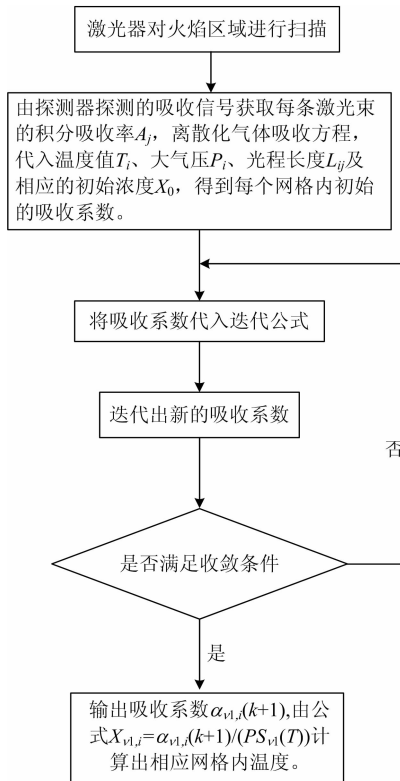 激光器对火焰区域进行扫描
由探测器探测的吸收信号获取每条激光束
的积分吸收率Aj，离散化气体吸收方程，
代入温度值Ti、大气压Pi、光程长度Lij及
相应的初始浓度X0，得到每个网格内初始
的吸收系数。
将吸收系数代入迭代公式
迭代出新的吸收系数
否
是否满足收敛条件
是
输出吸收系数αv1,i(k+1),由公
式Xv1,i=αv1,i(k+1)/(PSv1(T))计
算出相应网格内温度。